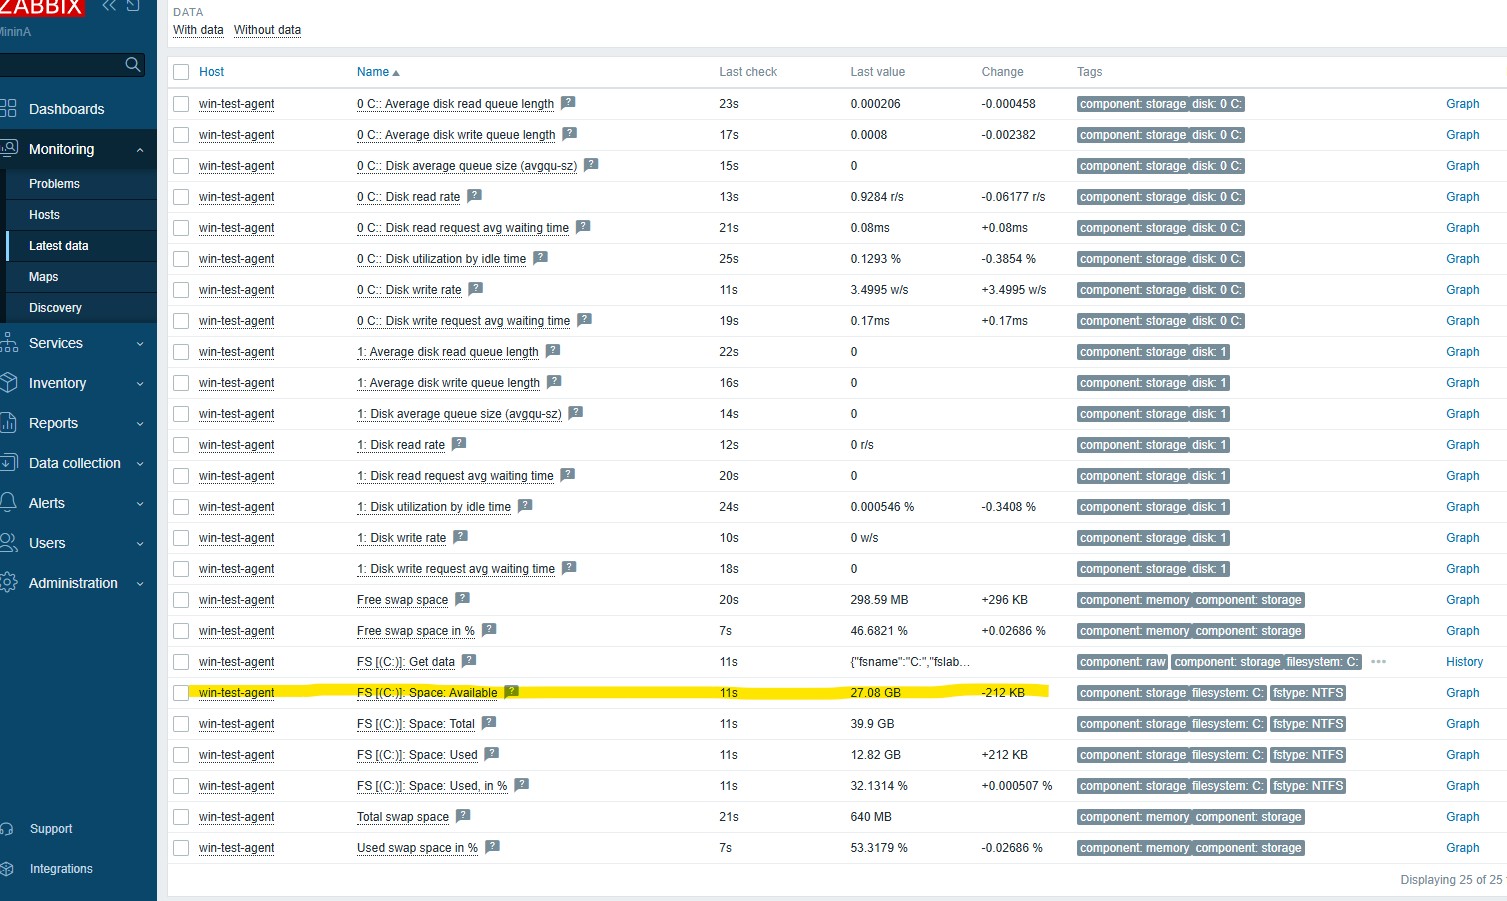 ZABBIX
MininA
Dashboards
Monitoring
Problems
Hosts
Latest data
Maps
Discovery
Services
Inventory
Reports
Data collection
Alerts
Users
Administration
Support
Integrations
DATA
With data Without data
Host Name Last check Last value Change Tags
win-test-agent 0 C:: Average disk read queue length ? 23s 0.000206 -0.000458 component: storage disk: 0 C: Graph
win-test-agent 0 C:: Average disk write queue length ? 17s 0.0008 -0.002382 component: storage disk: 0 C: Graph
win-test-agent 0 C:: Disk average queue size (avgqu-sz) ? 15s 0 component: storage disk: 0 C: Graph
win-test-agent 0 C:: Disk read rate ? 13s 0.9284 r/s -0.06177 r/s component: storage disk: 0 C: Graph
win-test-agent 0 C:: Disk read request avg waiting time ? 21s 0.08ms +0.08ms component: storage disk: 0 C: Graph
win-test-agent 0 C:: Disk utilization by idle time ? 25s 0.1293 % -0.3854 % component: storage disk: 0 C: Graph
win-test-agent 0 C:: Disk write rate ? 11s 3.4995 w/s +3.4995 w/s component: storage disk: 0 C: Graph
win-test-agent 0 C:: Disk write request avg waiting time ? 19s 0.17ms +0.17ms component: storage disk: 0 C: Graph
win-test-agent 1: Average disk read queue length ? 22s 0 component: storage disk: 1 Graph
win-test-agent 1: Average disk write queue length ? 16s 0 component: storage disk: 1 Graph
win-test-agent 1: Disk average queue size (avgqu-sz) ? 14s 0 component: storage disk: 1 Graph
win-test-agent 1: Disk read rate ? 12s 0 r/s component: storage disk: 1 Graph
win-test-agent 1: Disk read request avg waiting time ? 20s 0 component: storage disk: 1 Graph
win-test-agent 1: Disk utilization by idle time ? 24s 0.000546 % -0.3408 % component: storage disk: 1 Graph
win-test-agent 1: Disk write rate ? 10s 0 w/s component: storage disk: 1 Graph
win-test-agent 1: Disk write request avg waiting time ? 18s 0 component: storage disk: 1 Graph
win-test-agent Free swap space ? 20s 298.59 MB +296 KB component: memory component: storage Graph
win-test-agent Free swap space in % ? 7s 46.6821 % +0.02686 % component: memory component: storage Graph
win-test-agent FS [(C:)]: Get data ? 11s {"fsname":"C:","fslab... component: raw component: storage filesystem: C: ••• History
win-test-agent FS [(C:)]: Space: Available ? 11s 27.08 GB -212 KB component: storage filesystem: C: fstype: NTFS Graph
win-test-agent FS [(C:)]: Space: Total ? 11s 39.9 GB component: storage filesystem: C: fstype: NTFS Graph
win-test-agent FS [(C:)]: Space: Used ? 11s 12.82 GB +212 KB component: storage filesystem: C: fstype: NTFS Graph
win-test-agent FS [(C:)]: Space: Used, in % ? 11s 32.1314 % +0.000507 % component: storage filesystem: C: fstype: NTFS Graph
win-test-agent Total swap space ? 21s 640 MB component: memory component: storage Graph
win-test-agent Used swap space in % ? 7s 53.3179 % -0.02686 % component: memory component: storage Graph
Displaying 25 of 25